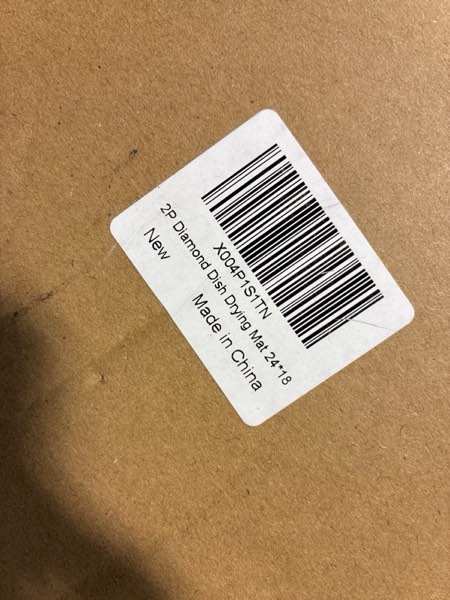 X004P1S1TN
2P Diamond Dish Drying Mat 24*18
New
Made in China